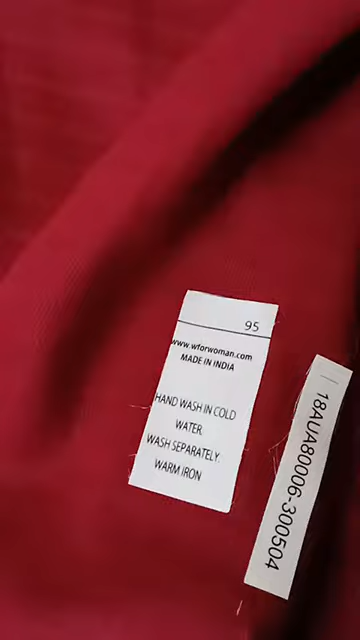 95
www.wforwoman.com
MADE IN INDIA
HAND WASH IN COLD
WATER.
WASH SEPARATELY.
WARM IRON
18AUA80006-300504